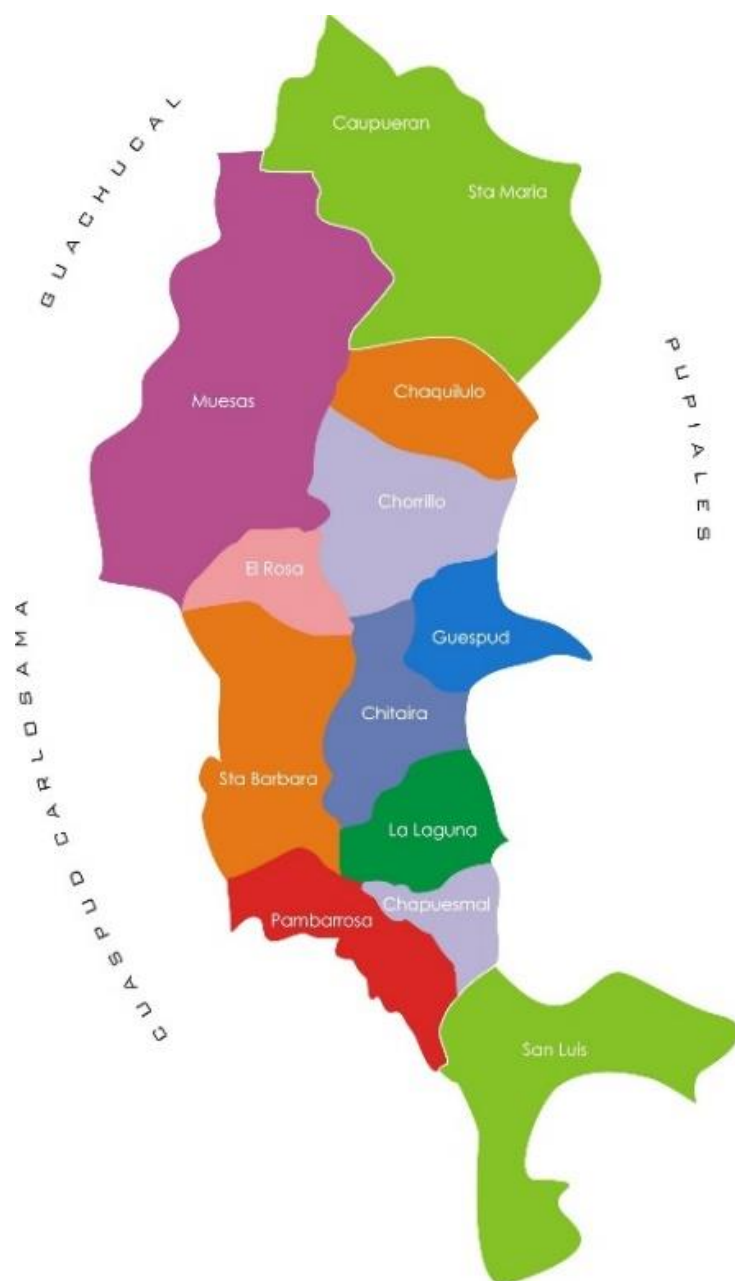 Caupueran
Sta Maria
GUACHUCAL
PUPIALES
Muesas
Chaquilulo
Chorrillo
El Rosa
Guespud
CUASPUD CARLOSAMA
Chitaira
Sta Barbara
La Laguna
Chapuesmal
Pambarrosa
San Luis